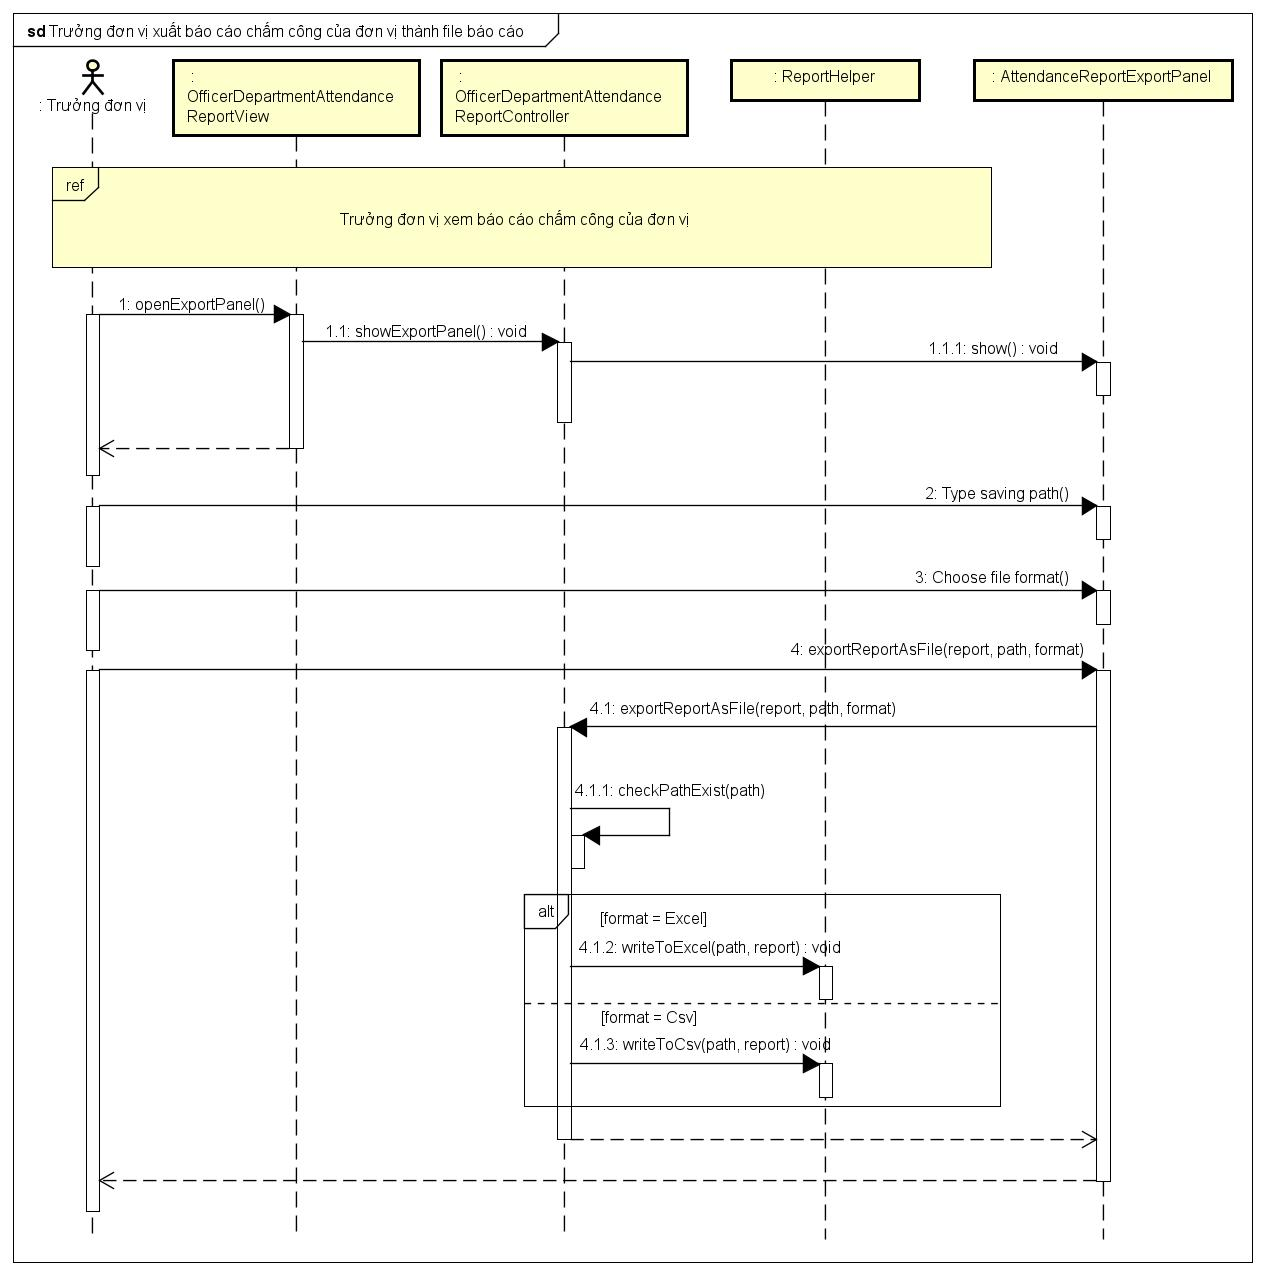 sd Trưởng đơn vị xuất báo cáo chấm công của đơn vị thành file báo cáo
: Trưởng đơn vị
:
OfficerDepartmentAttendance
ReportView
:
OfficerDepartmentAttendance
ReportController
: ReportHelper
: AttendanceReportExportPanel
ref
Trưởng đơn vị xem báo cáo chấm công của đơn vị
1: openExportPanel()
1.1: showExportPanel() : void
1.1.1: show() : void
2: Type saving path()
3: Choose file format()
4: exportReportAsFile(report, path, format)
4.1: exportReportAsFile(report, path, format)
4.1.1: checkPathExist(path)
alt
[format = Excel]
4.1.2: writeToExcel(path, report) : void
[format = Csv]
4.1.3: writeToCsv(path, report) : void